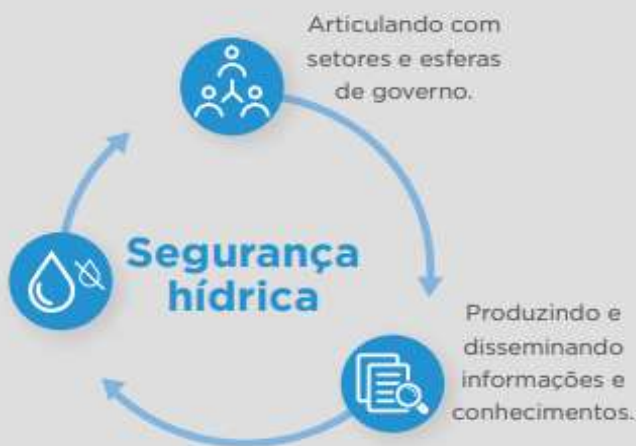 Articulando com
setores e esferas
de governo.
Segurança
hídrica
Produzindo e
disseminando
informações e
conhecimentos.